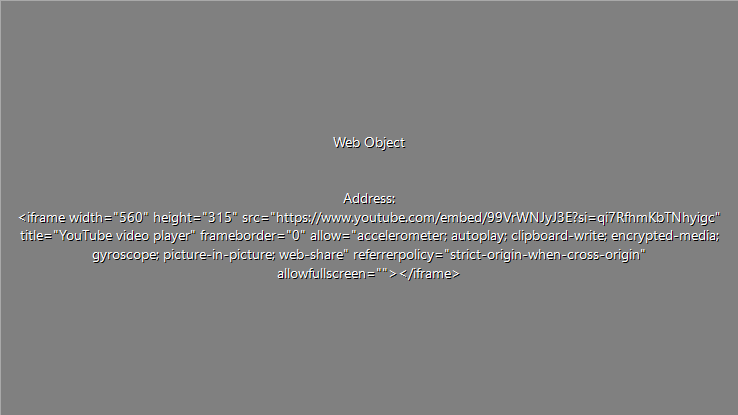 Web Object
Address:
<iframe width="560" height="315" src="https://www.youtube.com/embed/99VrWNJyJ3E?si=qi7RfhmKbTNhyigc"
title="YouTube video player" frameborder="0" allow="accelerometer; autoplay; clipboard-write; encrypted-media;
gyroscope; picture-in-picture; web-share" referrerpolicy="strict-origin-when-cross-origin"
allowfullscreen=""></iframe>